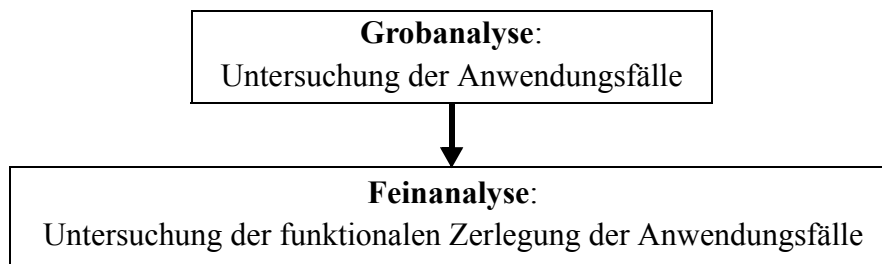 Grobanalyse:
Untersuchung der Anwendungsfälle
Feinanalyse:
Untersuchung der funktionalen Zerlegung der Anwendungsfälle